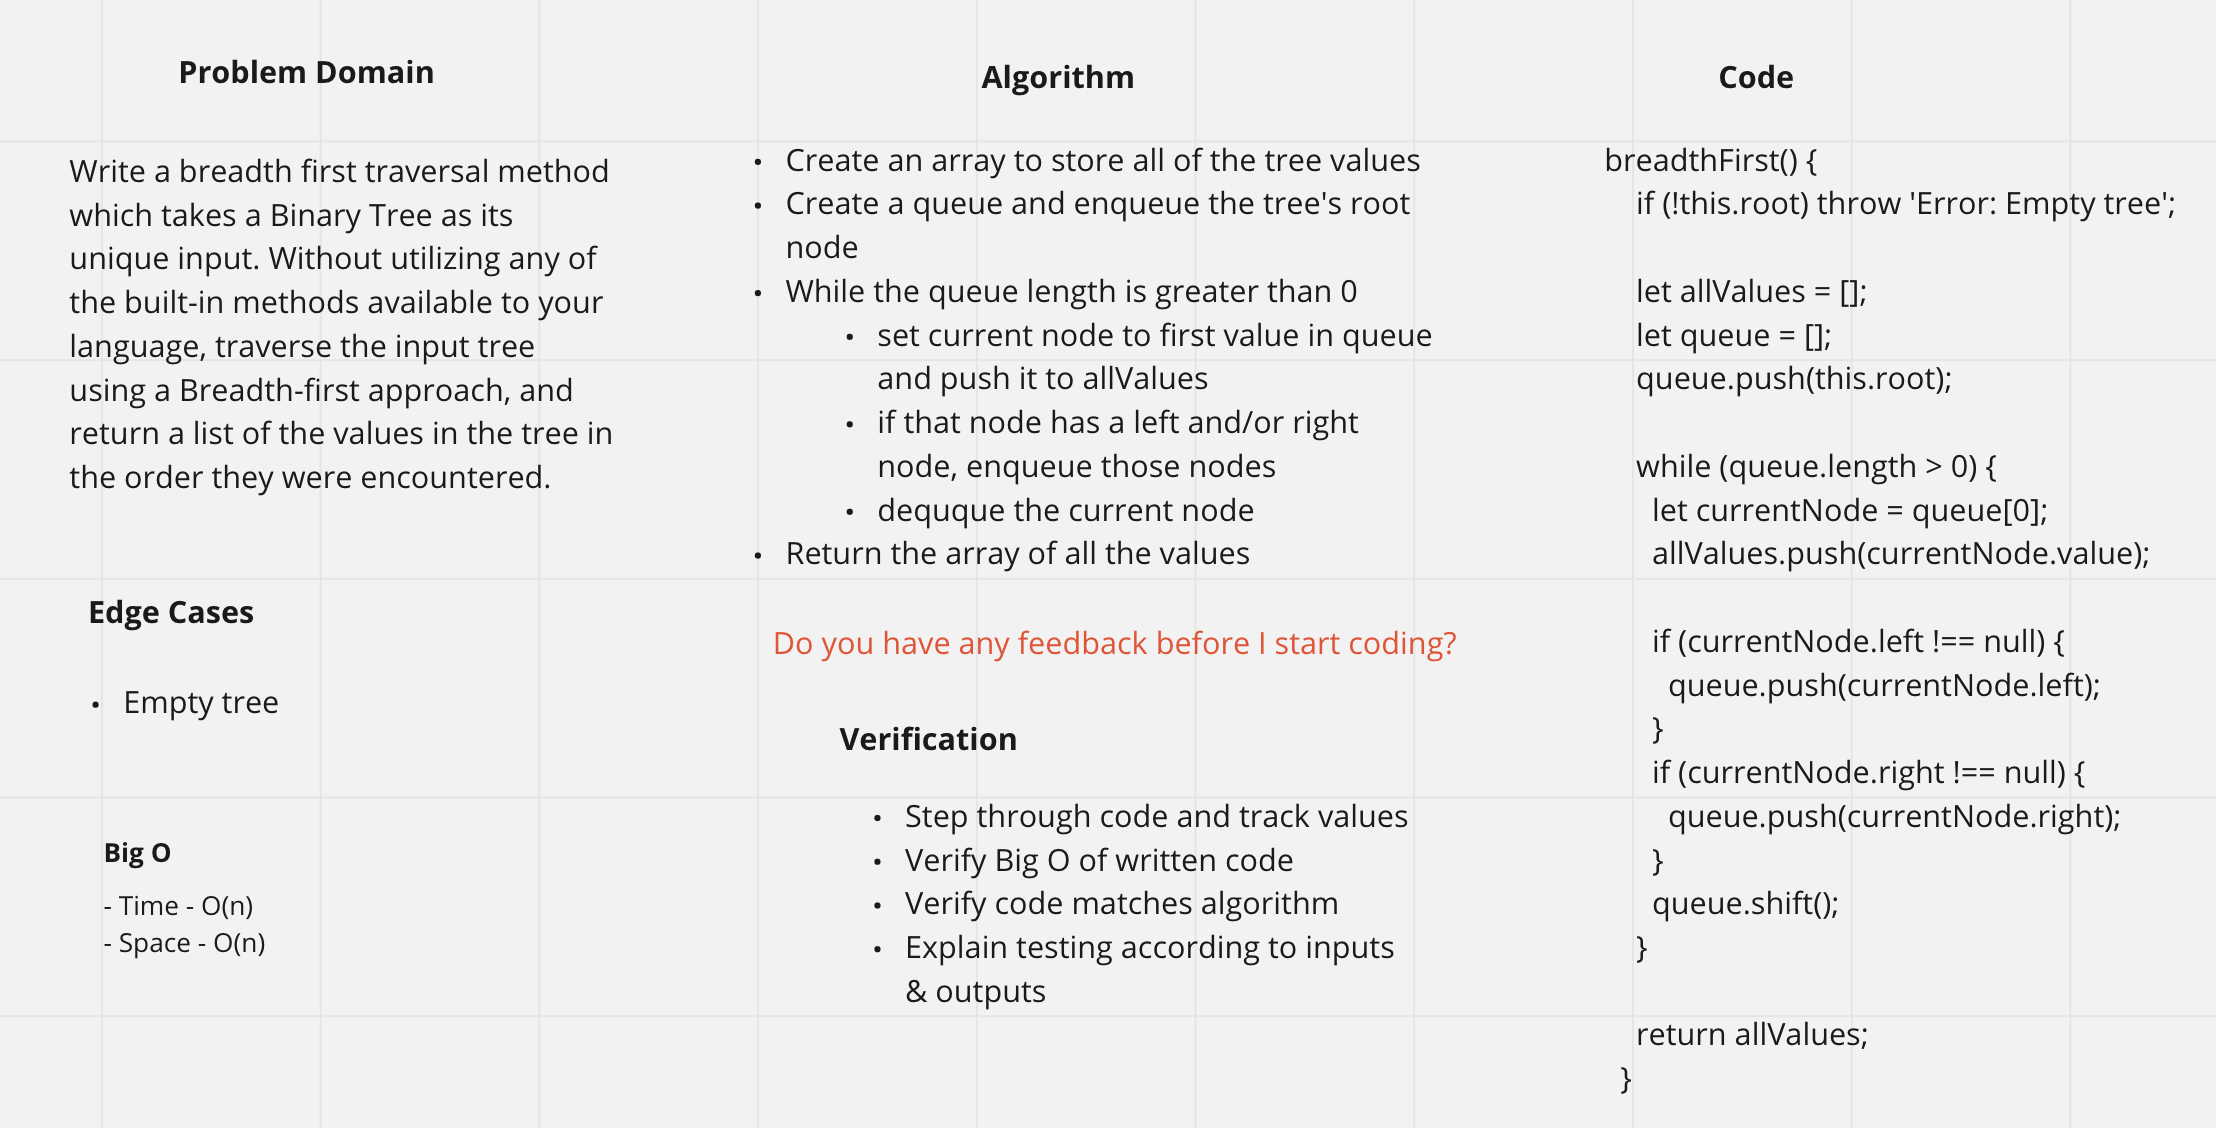 Problem Domain
Write a breadth first traversal method
which takes a Binary Tree as its
unique input. Without utilizing any of
the built-in methods available to your
language, traverse the input tree
using a Breadth-first approach, and
return a list of the values in the tree in
the order they were encountered.
Edge Cases
• Empty tree
Big O
- Time - O(n)
- Space - O(n)
Algorithm
• Create an array to store all of the tree values
• Create a queue and enqueue the tree's root
node
• While the queue length is greater than 0
• set current node to first value in queue
and push it to allValues
• if that node has a left and/or right
node, enqueue those nodes
• dequque the current node
• Return the array of all the values
Do you have any feedback before I start coding?
Verification
• Step through code and track values
• Verify Big O of written code
• Verify code matches algorithm
• Explain testing according to inputs
& outputs
Code
breadthFirst() {
if (!this.root) throw 'Error: Empty tree';
let allValues = [];
let queue = [];
queue.push(this.root);
while (queue.length > 0) {
let currentNode = queue[0];
allValues.push(currentNode.value);
if (currentNode.left !== null) {
queue.push(currentNode.left);
}
if (currentNode.right !== null) {
queue.push(currentNode.right);
}
queue.shift();
}
return allValues;
}